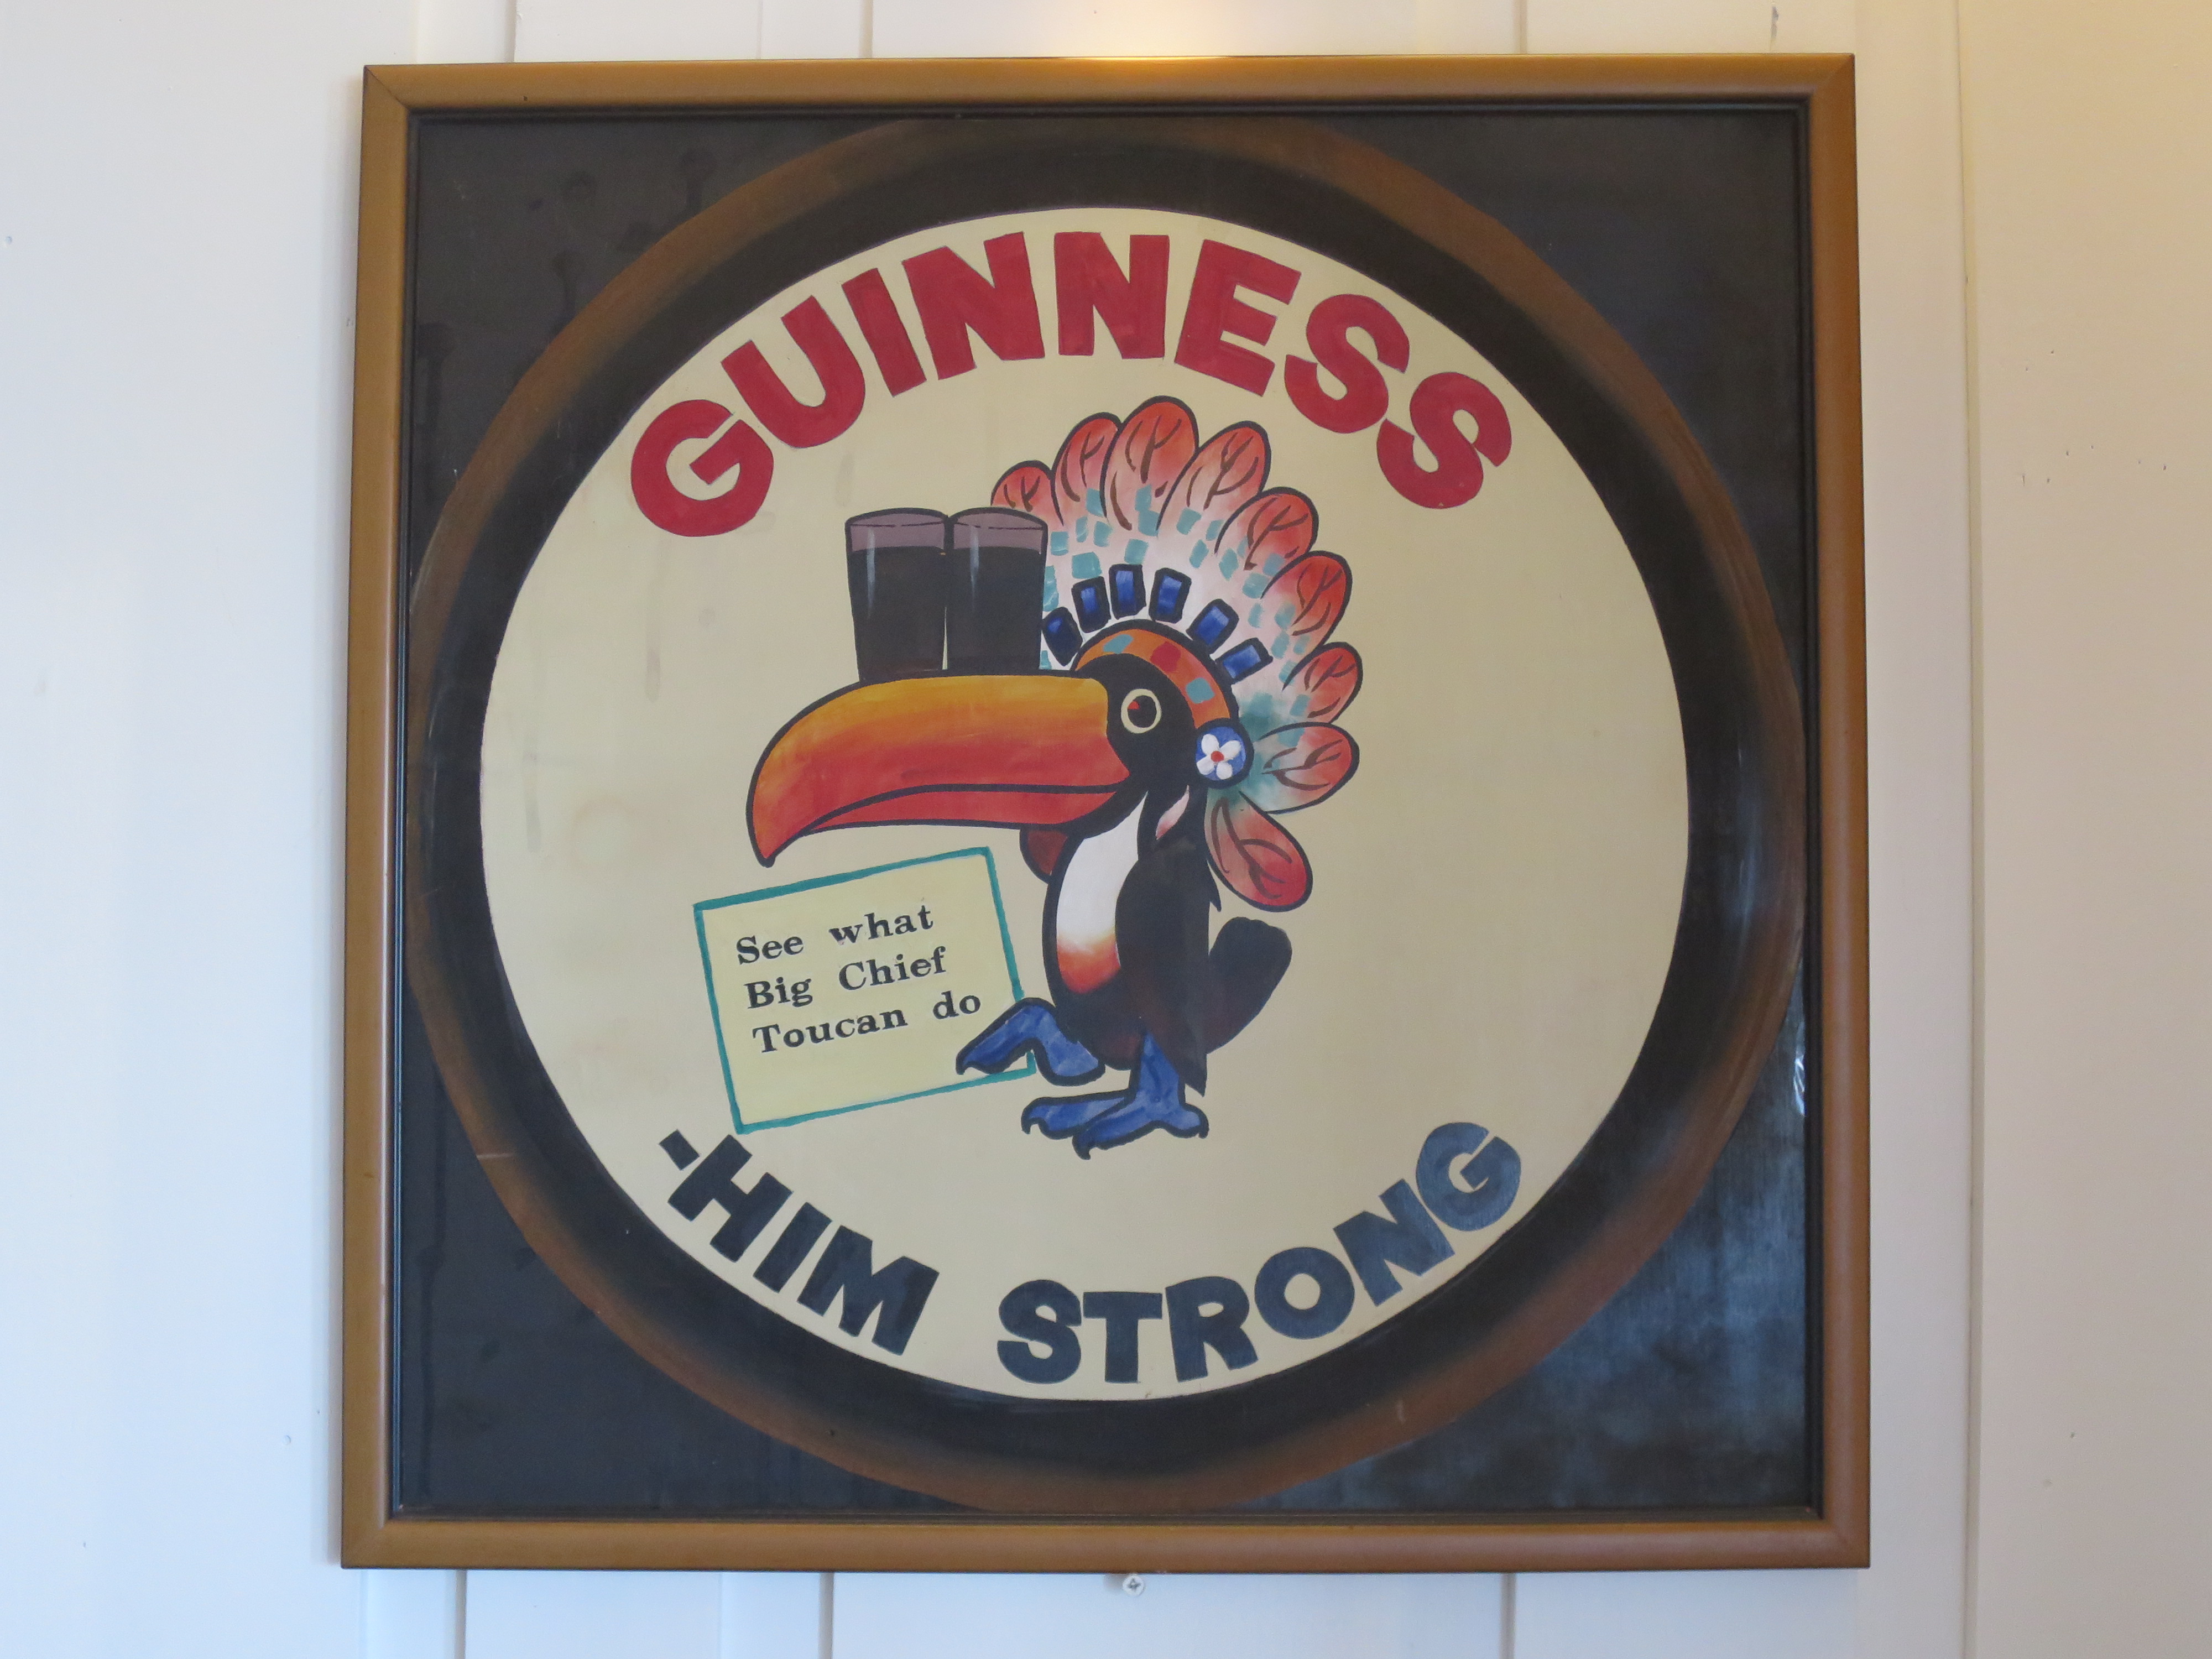 GUINNESS
See what
Big Chief
Toucan do
-HIM STRONG